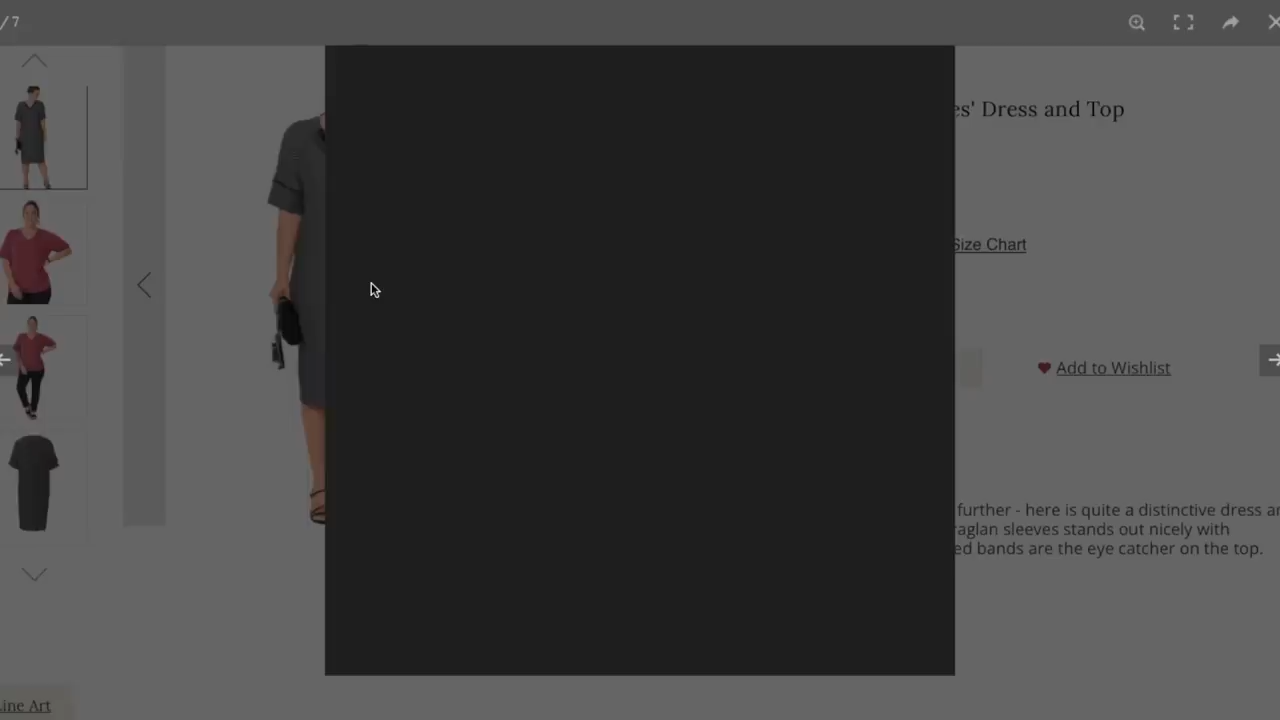 / 7
es' Dress and Top
Size Chart
Add to Wishlist
further - here is quite a distinctive dress
raglan sleeves stands out nicely with
ed bands are the eye catcher on the top.
Line Art